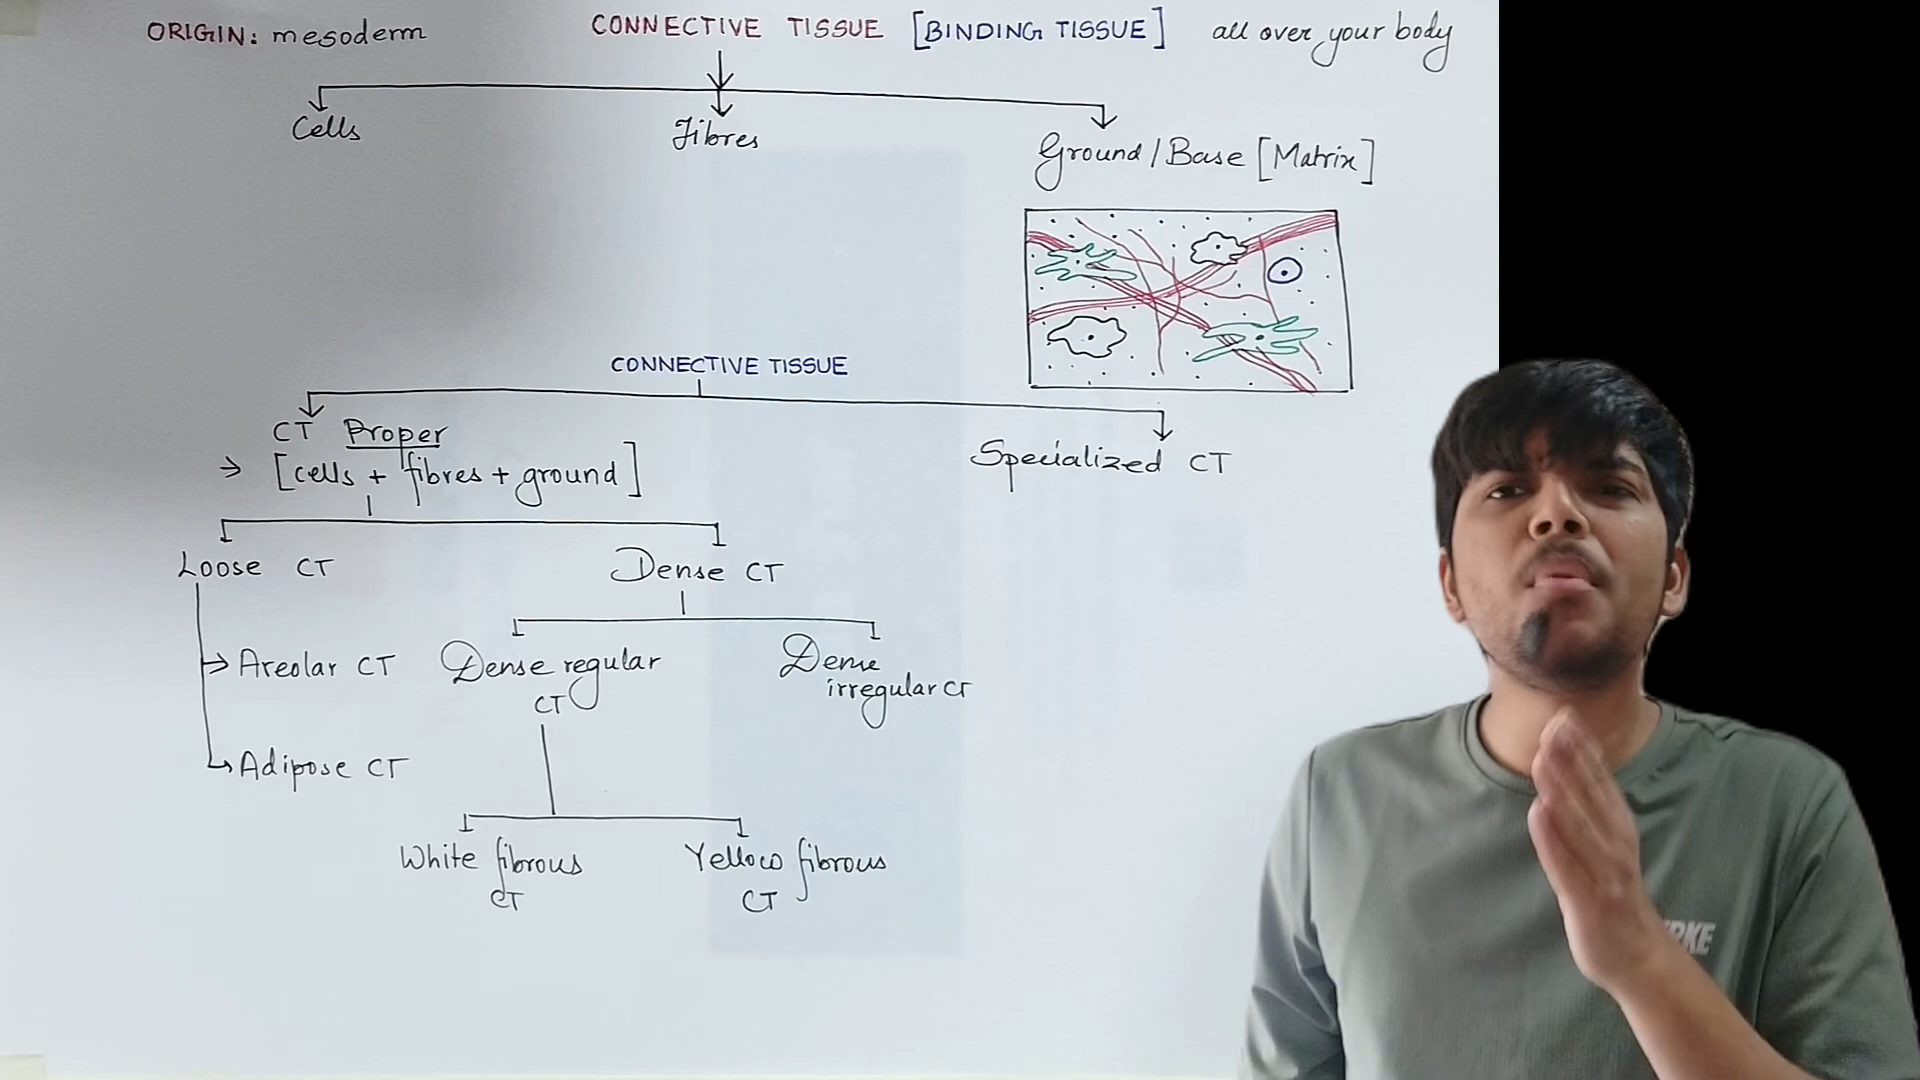 ORIGIN: mesoderm
CONNECTIVE TISSUE [BINDING TISSUE] all over your body
Cells
Fibres
Ground/Base [Matrix]
CONNECTIVE TISSUE
CT Proper
→ [cells + fibres + ground]
Specialized CT
Loose CT
Dense CT
Areolar CT
Dense regular CT
Dense irregular CT
Adipose CT
White fibrous CT
Yellow fibrous CT